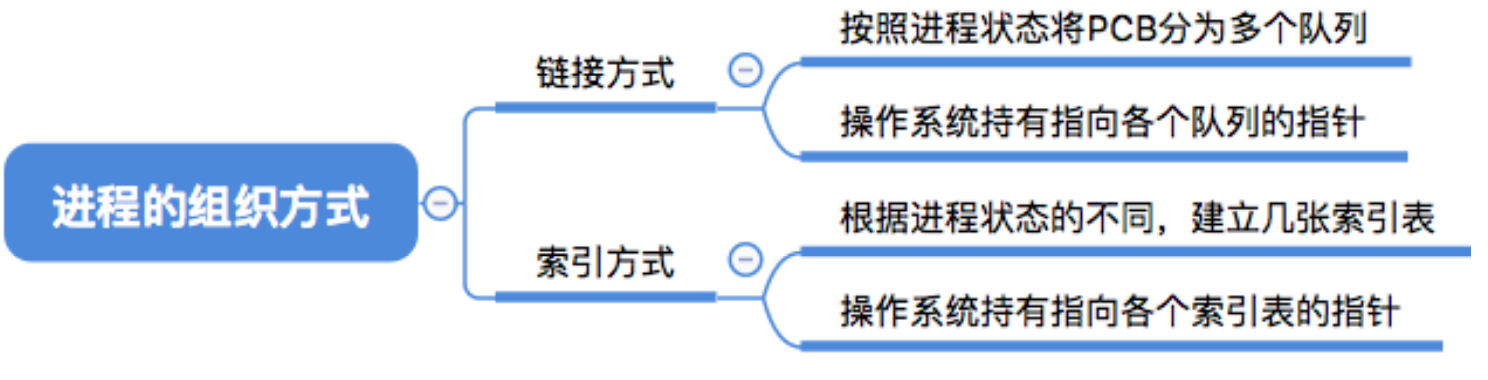 进程的组织方式
链接方式
按照进程状态将PCB分为多个队列
操作系统持有指向各个队列的指针
索引方式
根据进程状态的不同，建立几张索引表
操作系统持有指向各个索引表的指针